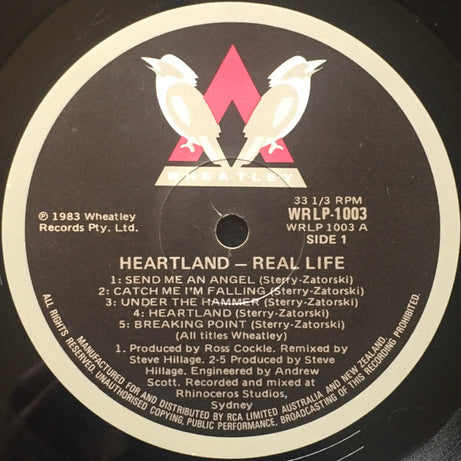 W·H·E·A·T·L·E·Y
℗ 1983 Wheatley
Records Pty. Ltd.
33 1/3 RPM
WRLP-1003
WRLP 1003 A
SIDE 1
HEARTLAND – REAL LIFE
1: SEND ME AN ANGEL (Sterry-Zatorski)
2: CATCH ME I'M FALLING (Sterry-Zatorski)
3: UNDER THE HAMMER (Sterry-Zatorski)
4: HEARTLAND (Sterry-Zatorski)
5: BREAKING POINT (Sterry-Zatorski)
(All titles Wheatley)
1. Produced by Ross Cockle. Remixed by
Steve Hillage. 2-5 Produced by Steve
Hillage. Engineered by Andrew
Scott. Recorded and mixed at
Rhinoceros Studios,
Sydney
MANUFACTURED FOR AND DISTRIBUTED BY RCA LIMITED AUSTRALIA AND NEW ZEALAND.
ALL RIGHTS RESERVED. UNAUTHORISED COPYING, PUBLIC PERFORMANCE, BROADCASTING OF THIS RECORDING PROHIBITED.